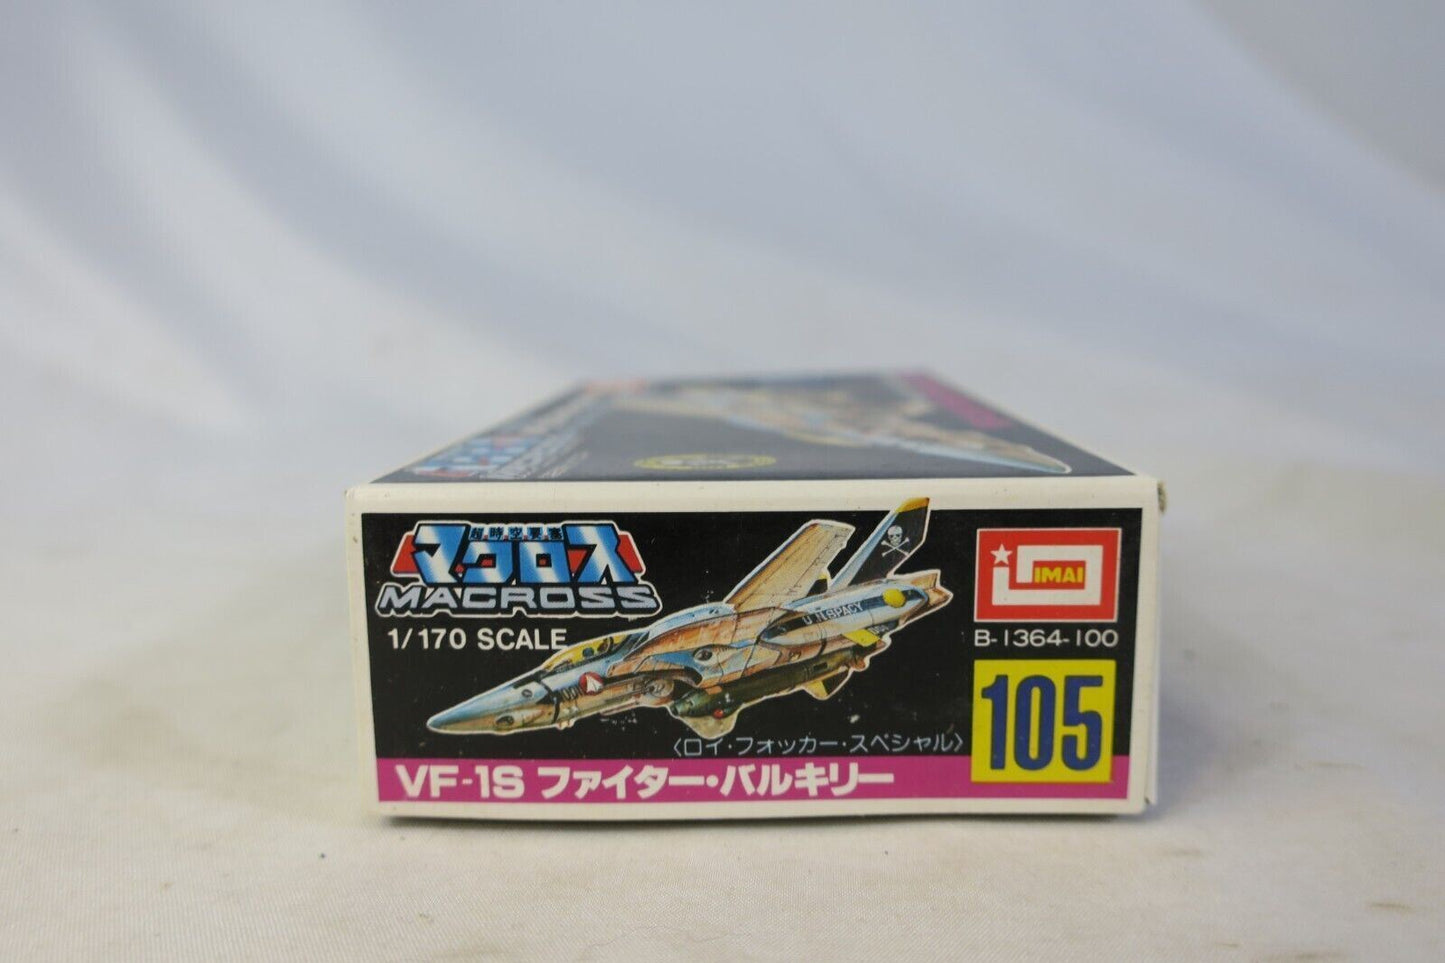 超時空要塞
マクロス
MACROSS
1/170 SCALE
U.N.SPACY
IMAI
B-1364-100
105
〈ロイ・フォッカー・スペシャル〉
VF-1S ファイター・バルキリー